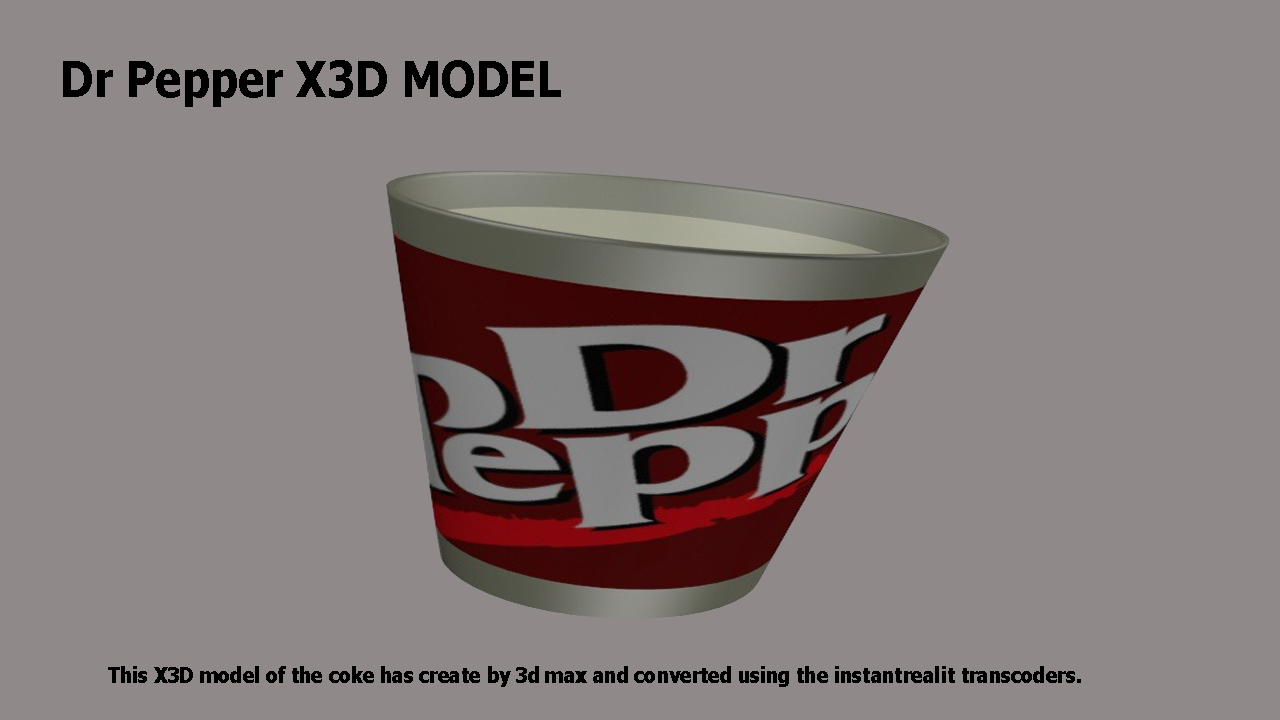 Dr Pepper X3D MODEL
Dr
epp
This X3D model of the coke has create by 3d max and converted using the instantrealit transcoders.